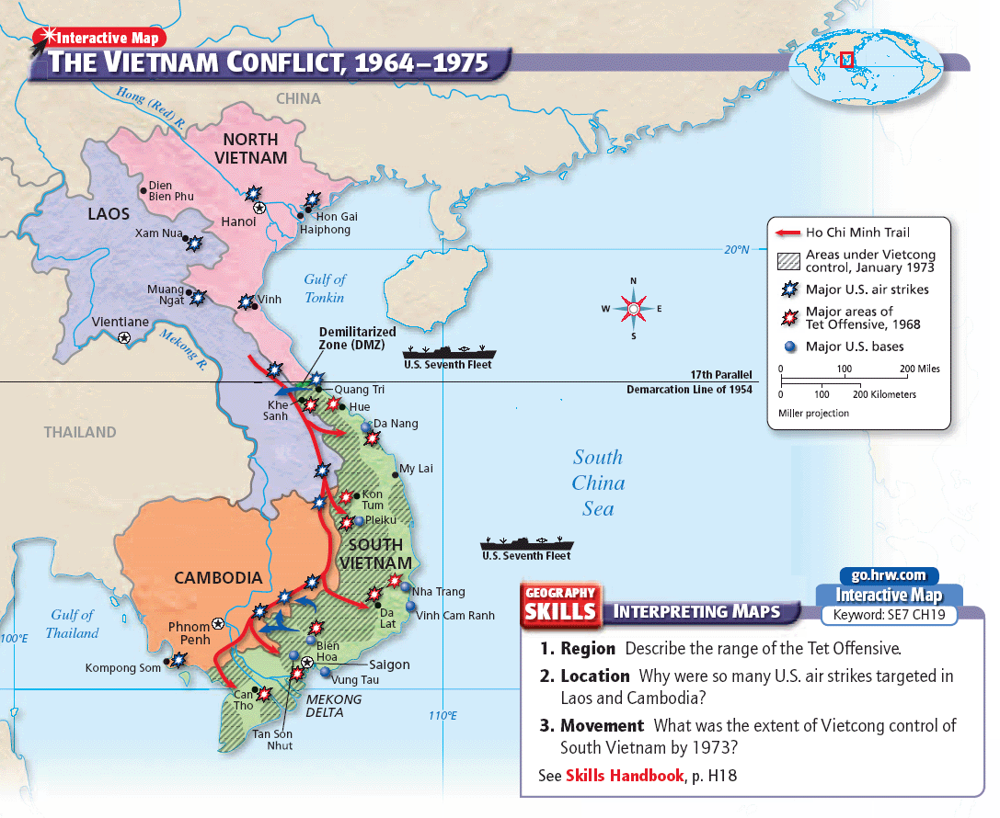 Interactive Map
THE VIETNAM CONFLICT, 1964–1975
CHINA
Hong (Red) R.
NORTH
VIETNAM
Dien
Bien Phu
LAOS
Hanoi
Hon Gai
Haiphong
Xam Nua
Gulf of
Tonkin
Muang
Ngat
Vinh
Vientiane
Mekong R.
Demilitarized
Zone (DMZ)
U.S. Seventh Fleet
20°N
N
W
E
S
Ho Chi Minh Trail
Areas under Vietcong
control, January 1973
Major U.S. air strikes
Major areas of
Tet Offensive, 1968
Major U.S. bases
0 100 200 Miles
0 100 200 Kilometers
Miller projection
17th Parallel
Demarcation Line of 1954
Quang Tri
Khe
Sanh
Hue
THAILAND
Da Nang
South
China
Sea
My Lai
Kon
Tum
Pleiku
SOUTH
VIETNAM
U.S. Seventh Fleet
CAMBODIA
Nha Trang
Da
Lat
Vinh Cam Ranh
Gulf of
Thailand
100°E
Phnom
Penh
Bien
Hoa
Kompong Som
Saigon
Vung Tau
Can
Tho
MEKONG
DELTA
110°E
Tan Son
Nhut
go.hrw.com
Interactive Map
Keyword: SE7 CH19
GEOGRAPHY
SKILLS
INTERPRETING MAPS
1. Region Describe the range of the Tet Offensive.
2. Location Why were so many U.S. air strikes targeted in
Laos and Cambodia?
3. Movement What was the extent of Vietcong control of
South Vietnam by 1973?
See Skills Handbook, p. H18